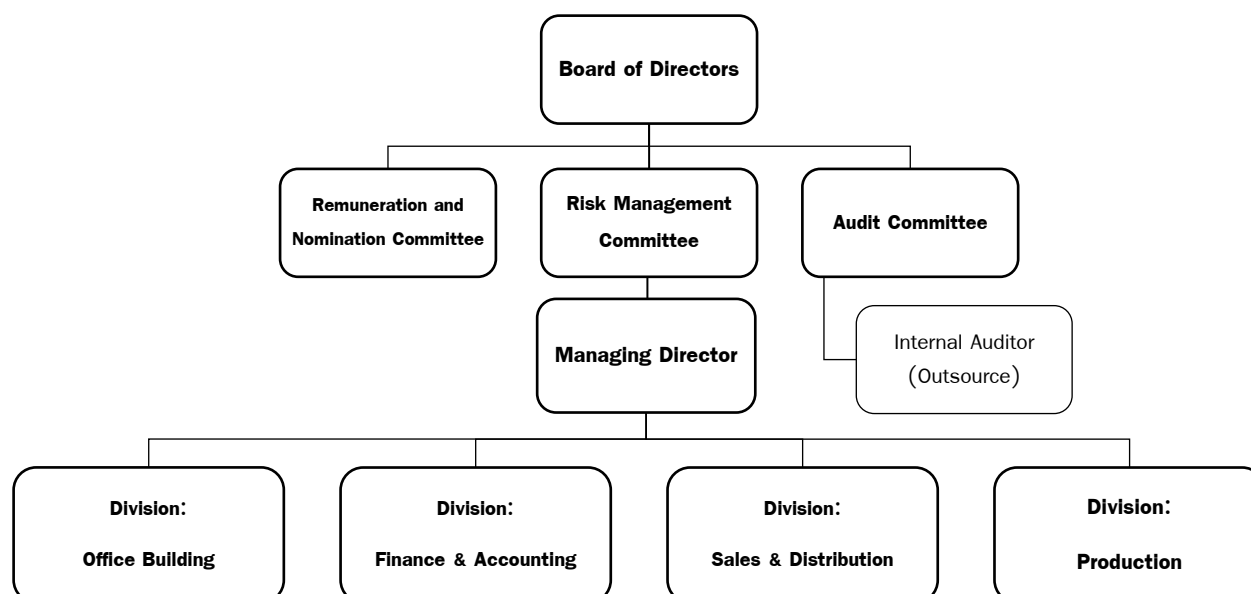 Board of Directors
Remuneration and
Nomination Committee
Risk Management
Committee
Audit Committee
Managing Director
Internal Auditor
(Outsource)
Division:
Office Building
Division:
Finance & Accounting
Division:
Sales & Distribution
Division:
Production